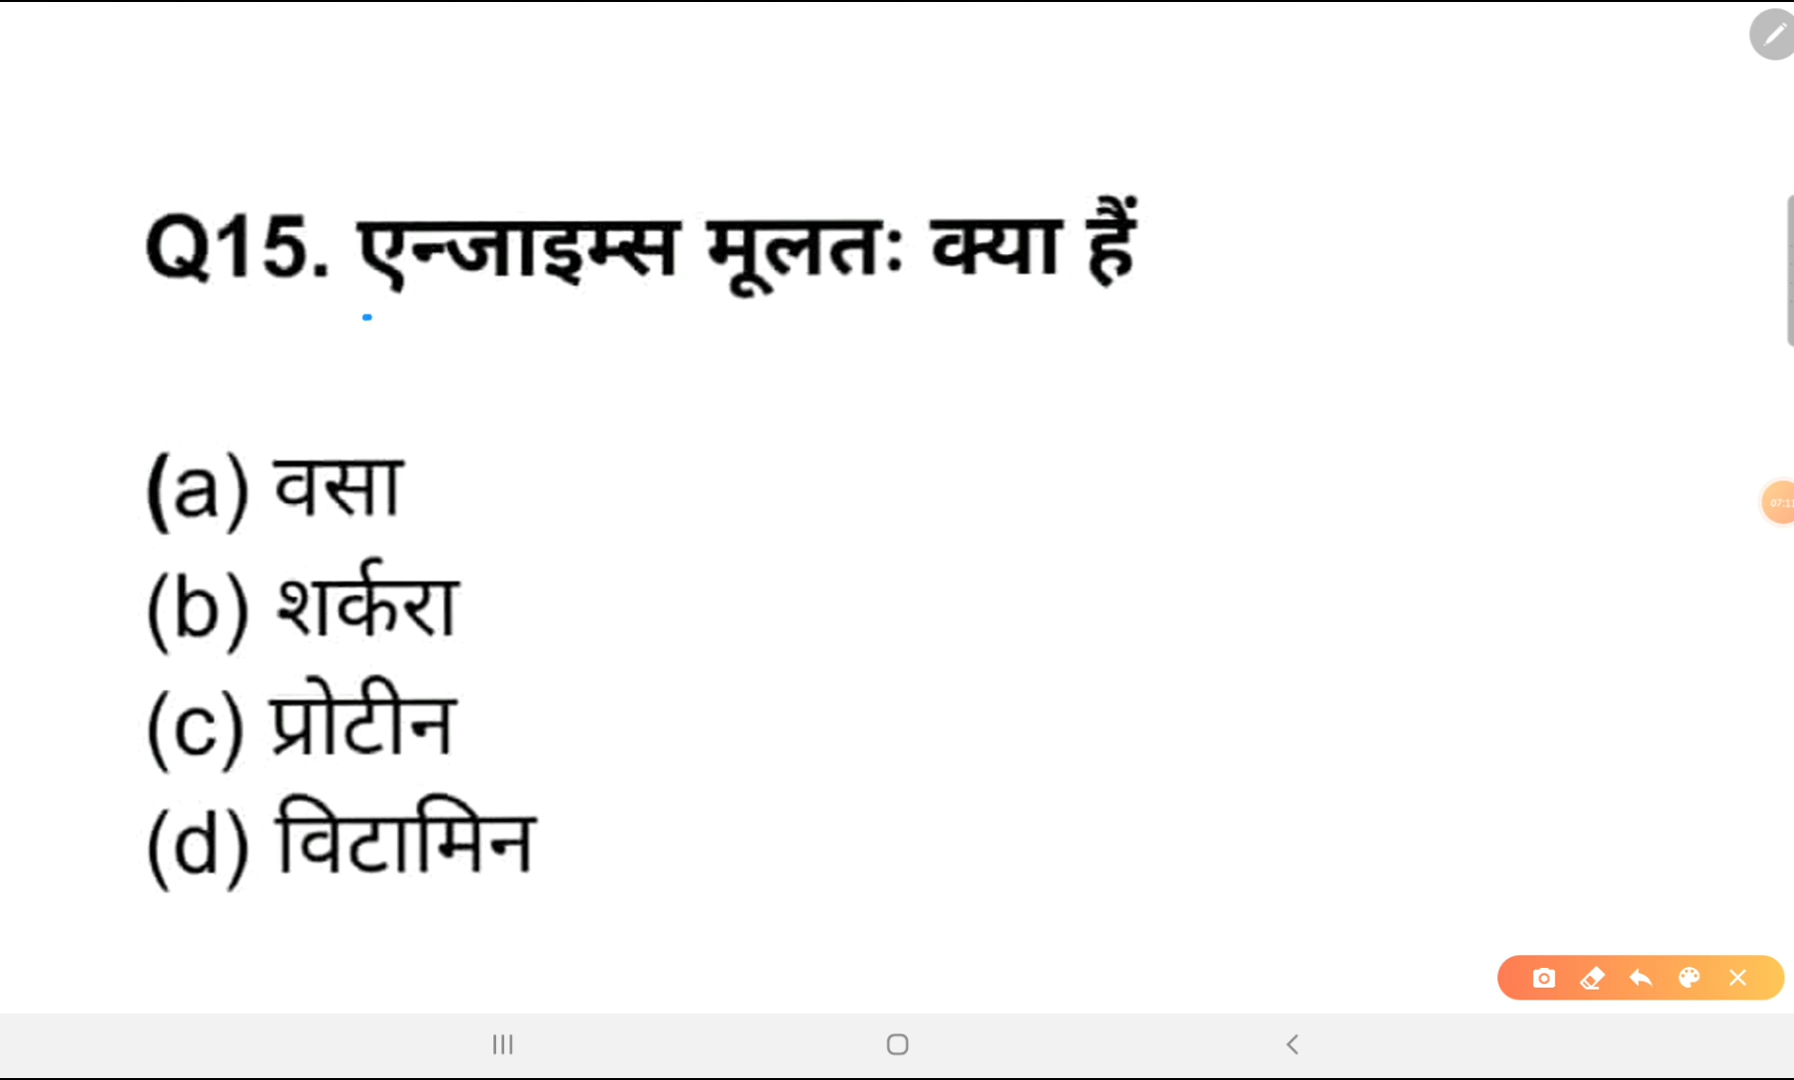 Q15. एन्जाइम्स मूलतः क्या हैं
(a) वसा
(b) शर्करा
(c) प्रोटीन
(d) विटामिन